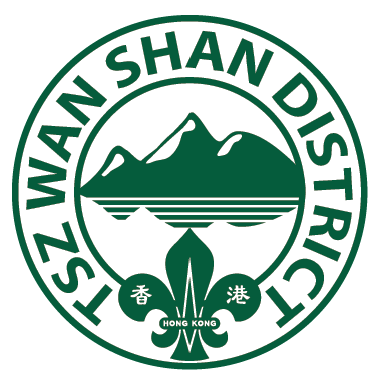 TSZ WAN SHAN DISTRICT
香港
HONG KONG